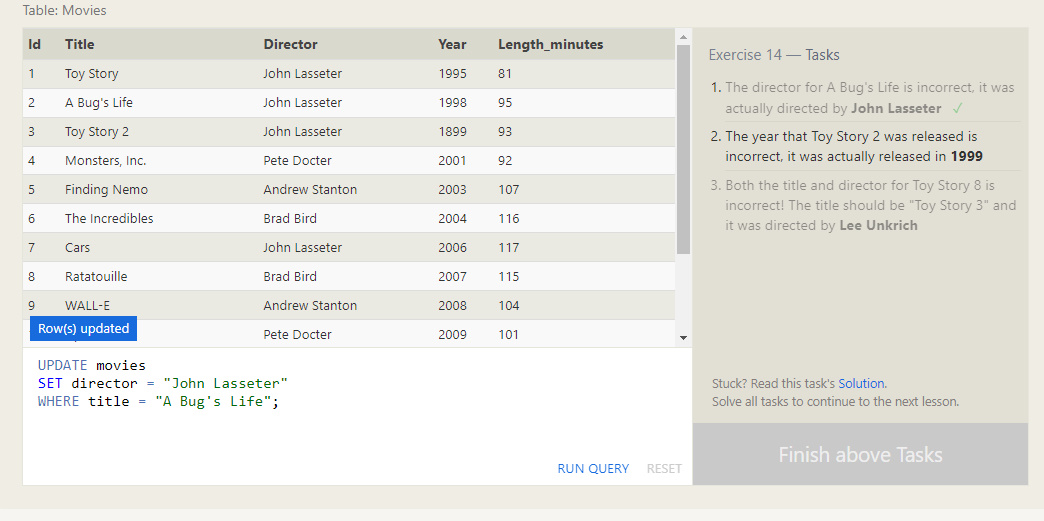 Table: Movies
Id Title Director Year Length_minutes
1 Toy Story John Lasseter 1995 81
2 A Bug's Life John Lasseter 1998 95
3 Toy Story 2 John Lasseter 1899 93
4 Monsters, Inc. Pete Docter 2001 92
5 Finding Nemo Andrew Stanton 2003 107
6 The Incredibles Brad Bird 2004 116
7 Cars John Lasseter 2006 117
8 Ratatouille Brad Bird 2007 115
9 WALL-E Andrew Stanton 2008 104
Pete Docter 2009 101
Row(s) updated
UPDATE movies
SET director = "John Lasseter"
WHERE title = "A Bug's Life";
RUN QUERY RESET
Exercise 14 — Tasks
1. The director for A Bug's Life is incorrect, it was
actually directed by John Lasseter ✓
2. The year that Toy Story 2 was released is
incorrect, it was actually released in 1999
3. Both the title and director for Toy Story 8 is
incorrect! The title should be "Toy Story 3" and
it was directed by Lee Unkrich
Stuck? Read this task's Solution.
Solve all tasks to continue to the next lesson.
Finish above Tasks